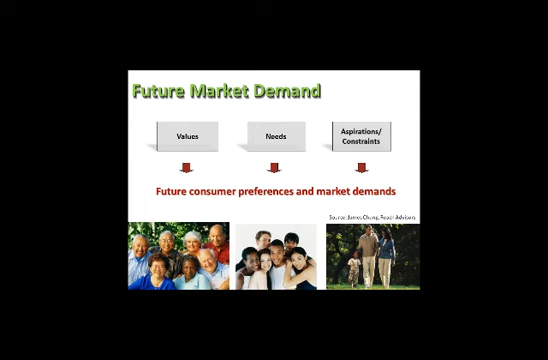 Future Market Demand
Values
Needs
Aspirations/
Constraints
Future consumer preferences and market demands
Source: James Chung, Reach Advisors